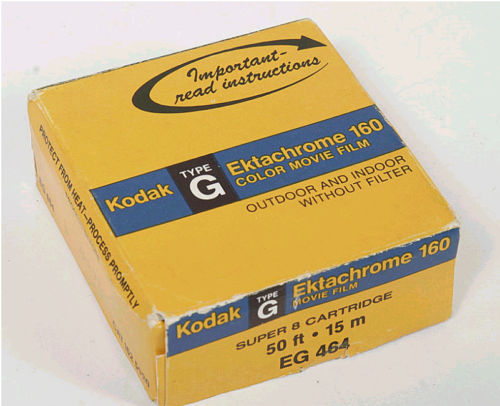 Important-
read instructions
Kodak
TYPE
G
Ektachrome 160
COLOR MOVIE FILM
OUTDOOR AND INDOOR
WITHOUT FILTER
PROTECT FROM HEAT—PROCESS PROMPTLY
Kodak
TYPE
G
Ektachrome 160
MOVIE FILM
SUPER 8 CARTRIDGE
50 ft • 15 m
EG 464